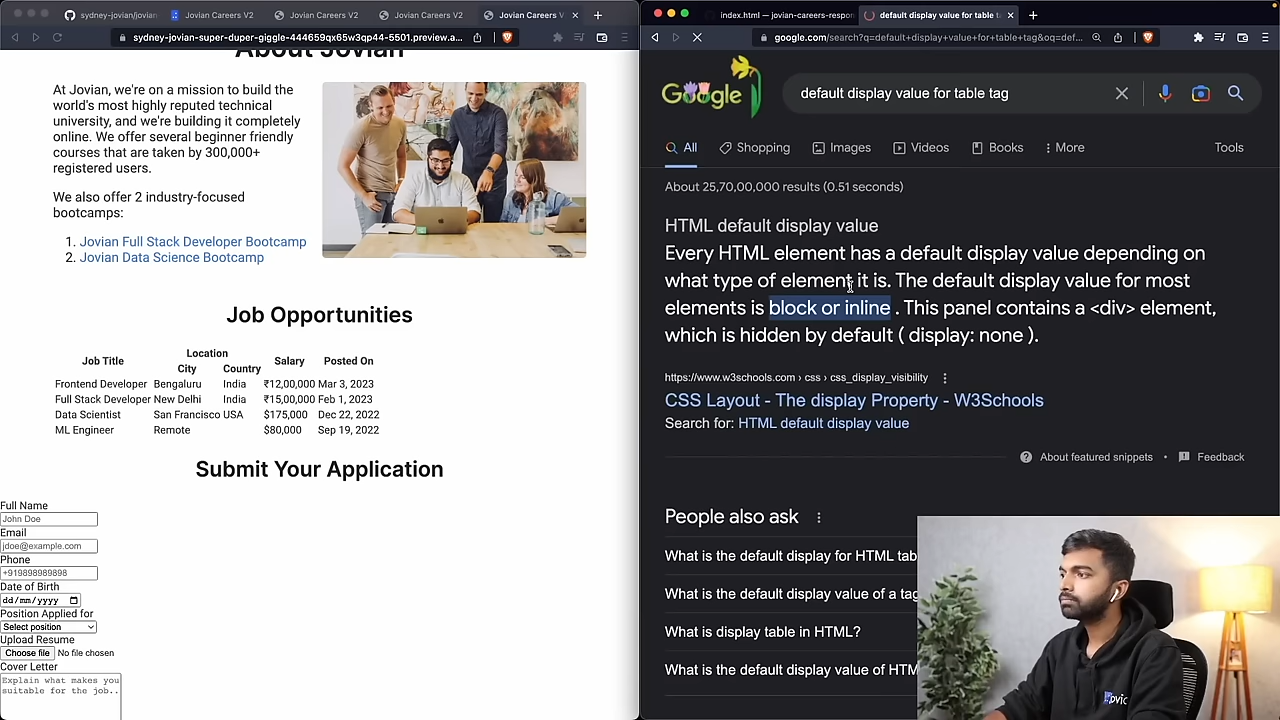 sydney-jovian/jovian
Jovian Careers V2
Jovian Careers V2
Jovian Careers V2
Jovian Careers V
sydney-jovian-super-duper-giggle-444659qx65w3qp44-5501.preview.a...
About Jovian
At Jovian, we're on a mission to build the
world's most highly reputed technical
university, and we're building it completely
online. We offer several beginner friendly
courses that are taken by 300,000+
registered users.
We also offer 2 industry-focused
bootcamps:
1. Jovian Full Stack Developer Bootcamp
2. Jovian Data Science Bootcamp
Job Opportunities
Job Title Location Salary Posted On
City Country
Frontend Developer Bengaluru India ₹12,00,000 Mar 3, 2023
Full Stack Developer New Delhi India ₹15,00,000 Feb 1, 2023
Data Scientist San Francisco USA $175,000 Dec 22, 2022
ML Engineer Remote $80,000 Sep 19, 2022
Submit Your Application
Full Name
John Doe
Email
jdoe@example.com
Phone
+919898989898
Date of Birth
dd/mm/yyyy
Position Applied for
Select position
Upload Resume
Choose file No file chosen
Cover Letter
Explain what makes you
suitable for the job..
index.html — jovian-careers-respon
default display value for table t
google.com/search?q=default+display+value+for+table+tag&oq=def...
Google
default display value for table tag
All
Shopping
Images
Videos
Books
More
Tools
About 25,70,00,000 results (0.51 seconds)
HTML default display value
Every HTML element has a default display value depending on
what type of element it is. The default display value for most
elements is block or inline . This panel contains a <div> element,
which is hidden by default ( display: none ).
https://www.w3schools.com › css › css_display_visibility
CSS Layout - The display Property - W3Schools
Search for: HTML default display value
About featured snippets • Feedback
People also ask
What is the default display for HTML tab
What is the default display value of a tag
What is display table in HTML?
What is the default display value of HTM